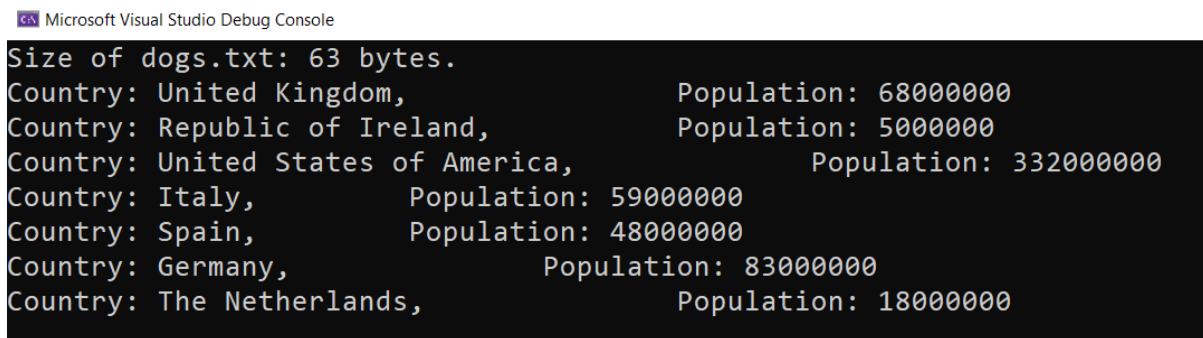 Microsoft Visual Studio Debug Console
Size of dogs.txt: 63 bytes.
Country: United Kingdom, Population: 68000000
Country: Republic of Ireland, Population: 5000000
Country: United States of America, Population: 332000000
Country: Italy, Population: 59000000
Country: Spain, Population: 48000000
Country: Germany, Population: 83000000
Country: The Netherlands, Population: 18000000